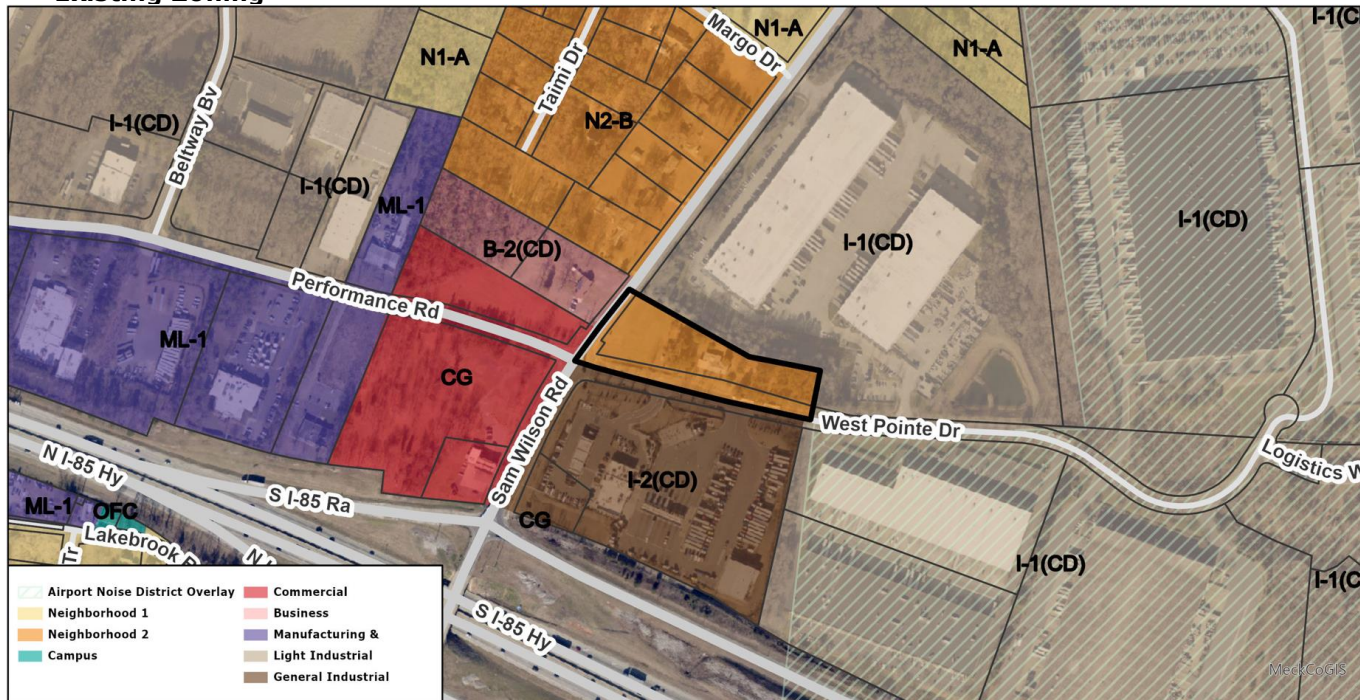 Existing Zoning
N1-A
Margo Dr
N1-A
N1-A
I-1(C
Taimi Dr
N2-B
I-1(CD)
Beltway Bv
I-1(CD)
ML-1
I-1(CD)
I-1(CD)
B-2(CD)
Performance Rd
ML-1
CG
Sam Wilson Rd
West Pointe Dr
Logistics W
N I-85 Hy
S I-85 Ra
I-2(CD)
CG
ML-1
OFC
Lakebrook
Tr
N I
I-1(CD)
I-1(C
S I-85 Hy
Airport Noise District Overlay
Neighborhood 1
Neighborhood 2
Campus
Commercial
Business
Manufacturing &
Light Industrial
General Industrial
MeckCoGIS